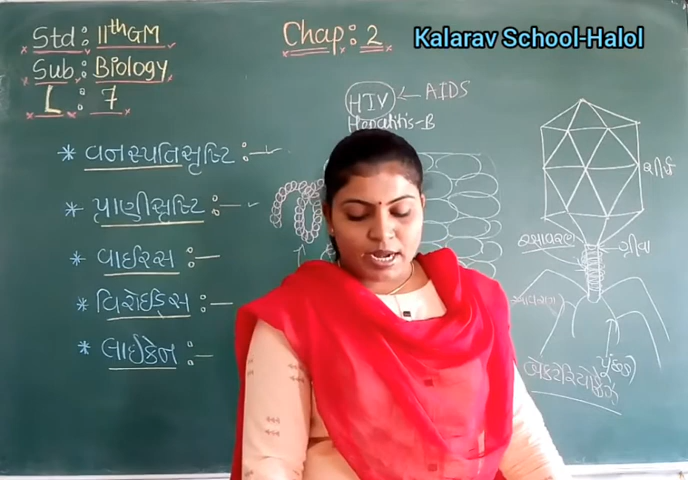 Kalarav School-Halol
Std : 11th GM
Chap : 2
Sub : Biology
L : 7
HIV ← AIDS
Hepatitis-B
* વનસ્પતિસૃષ્ટિ :-
* પ્રાણીસૃષ્ટિ :-
* વાઈરસ :-
* વિરોઈડ્સ :-
* લાઈકેન :-
શીર્ષ
ગ્રીવા
આવરણ
પૂંછડી